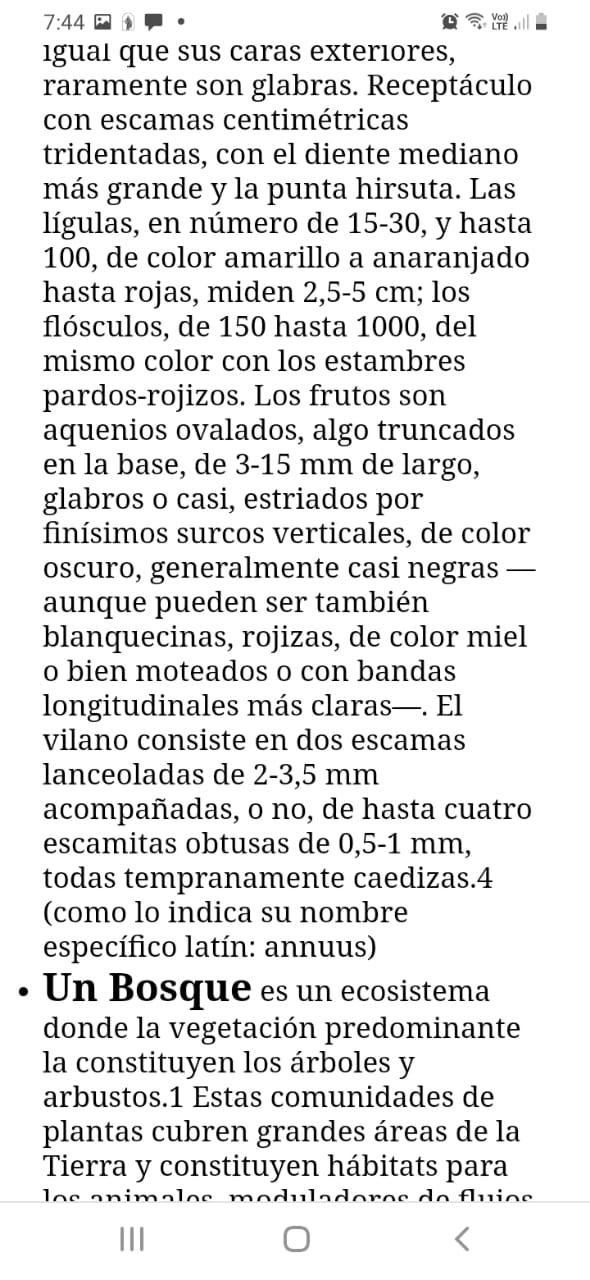 7:44
Vo))
LTE
igual que sus caras exteriores,
raramente son glabras. Receptáculo
con escamas centimétricas
tridentadas, con el diente mediano
más grande y la punta hirsuta. Las
lígulas, en número de 15-30, y hasta
100, de color amarillo a anaranjado
hasta rojas, miden 2,5-5 cm; los
flósculos, de 150 hasta 1000, del
mismo color con los estambres
pardos-rojizos. Los frutos son
aquenios ovalados, algo truncados
en la base, de 3-15 mm de largo,
glabros o casi, estriados por
finísimos surcos verticales, de color
oscuro, generalmente casi negras —
aunque pueden ser también
blanquecinas, rojizas, de color miel
o bien moteados o con bandas
longitudinales más claras—. El
vilano consiste en dos escamas
lanceoladas de 2-3,5 mm
acompañadas, o no, de hasta cuatro
escamitas obtusas de 0,5-1 mm,
todas tempranamente caedizas.4
(como lo indica su nombre
específico latín: annuus)
• Un Bosque es un ecosistema
donde la vegetación predominante
la constituyen los árboles y
arbustos.1 Estas comunidades de
plantas cubren grandes áreas de la
Tierra y constituyen hábitats para
los animales, moduladores de flujos